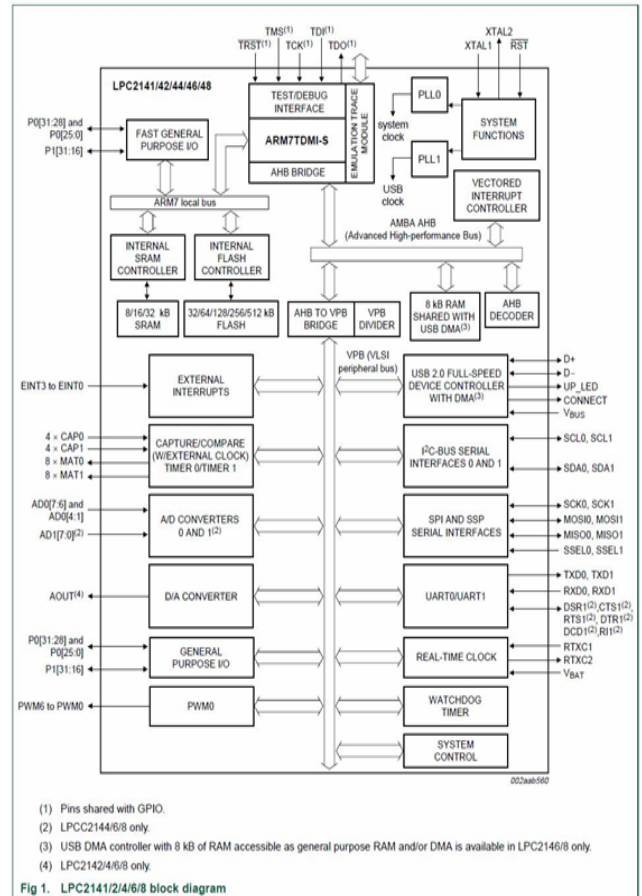 TMS(1) TDI(1)
TRST(1) TCK(1) TDO(1)
XTAL2
XTAL1 RST
LPC2141/42/44/46/48
P0[31:28] and
P0[25:0]
P1[31:16]
FAST GENERAL
PURPOSE I/O
TEST/DEBUG
INTERFACE
ARM7TDMI-S
AHB BRIDGE
EMULATION TRACE
MODULE
PLL0
system
clock
PLL1
USB
clock
SYSTEM
FUNCTIONS
VECTORED
INTERRUPT
CONTROLLER
ARM7 local bus
AMBA AHB
(Advanced High-performance Bus)
INTERNAL
SRAM
CONTROLLER
INTERNAL
FLASH
CONTROLLER
8/16/32 kB
SRAM
32/64/128/256/512 kB
FLASH
AHB TO VPB
BRIDGE
VPB
DIVIDER
8 kB RAM
SHARED WITH
USB DMA(3)
AHB
DECODER
VPB (VLSI
peripheral bus)
EINT3 to EINT0
EXTERNAL
INTERRUPTS
USB 2.0 FULL-SPEED
DEVICE CONTROLLER
WITH DMA(3)
D+
D−
UP_LED
CONNECT
VBUS
4 × CAP0
4 × CAP1
8 × MAT0
8 × MAT1
CAPTURE/COMPARE
(W/EXTERNAL CLOCK)
TIMER 0/TIMER 1
I2C-BUS SERIAL
INTERFACES 0 AND 1
SCL0, SCL1
SDA0, SDA1
AD0[7:6] and
AD0[4:1]
AD1[7:0](2)
A/D CONVERTERS
0 AND 1(2)
SPI AND SSP
SERIAL INTERFACES
SCK0, SCK1
MOSI0, MOSI1
MISO0, MISO1
SSEL0, SSEL1
AOUT(4)
D/A CONVERTER
UART0/UART1
TXD0, TXD1
RXD0, RXD1
DSR1(2),CTS1(2),
RTS1(2), DTR1(2)
DCD1(2),RI1(2)
P0[31:28] and
P0[25:0]
P1[31:16]
GENERAL
PURPOSE I/O
REAL-TIME CLOCK
RTXC1
RTXC2
VBAT
PWM6 to PWM0
PWM0
WATCHDOG
TIMER
SYSTEM
CONTROL
002aab560
(1) Pins shared with GPIO.
(2) LPCC2144/6/8 only.
(3) USB DMA controller with 8 kB of RAM accessible as general purpose RAM and/or DMA is available in LPC2146/8 only.
(4) LPC2142/4/6/8 only.
Fig 1. LPC2141/2/4/6/8 block diagram